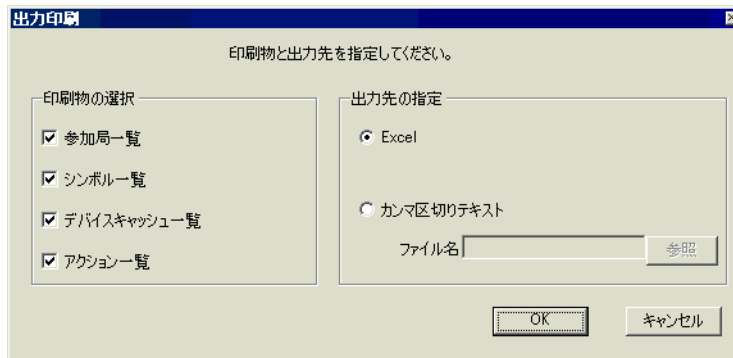 出力印刷
印刷物と出力先を指定してください。
印刷物の選択
参加局一覧
シンボル一覧
デバイスキャッシュ一覧
アクション一覧
出力先の指定
Excel
カンマ区切りテキスト
ファイル名
参照
OK
キャンセル